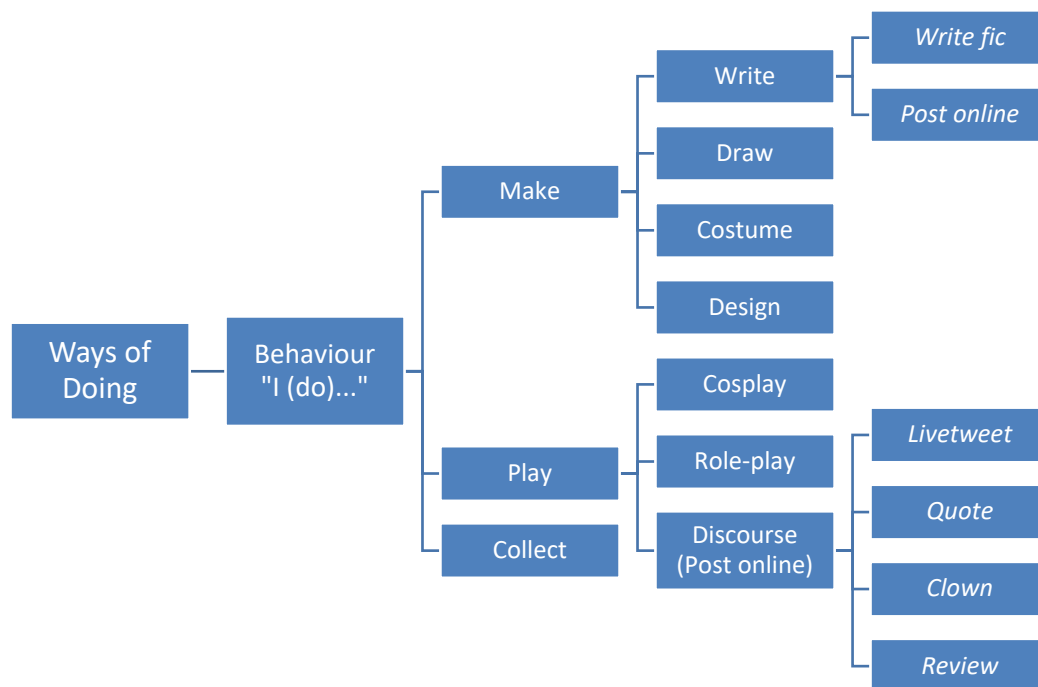 Ways of
Doing
Behaviour
"I (do)..."
Make
Write
Write fic
Post online
Draw
Costume
Design
Play
Cosplay
Role-play
Discourse
(Post online)
Livetweet
Quote
Clown
Review
Collect